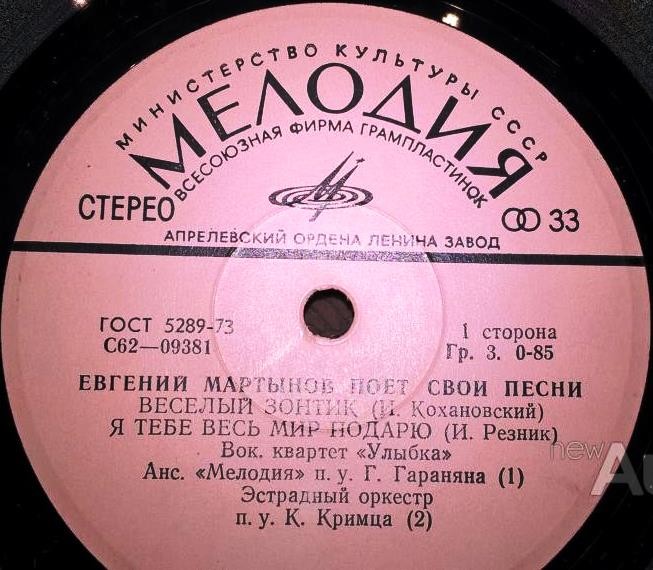 МИНИСТЕРСТВО КУЛЬТУРЫ СССР
МЕЛОДИЯ
ВСЕСОЮЗНАЯ ФИРМА ГРАМПЛАСТИНОК
СТЕРЕО
33
АПРЕЛЕВСКИЙ ОРДЕНА ЛЕНИНА ЗАВОД
ГОСТ 5289-73
С62—09381
1 сторона
Гр. 3. 0-85
ЕВГЕНИЙ МАРТЫНОВ ПОЕТ СВОИ ПЕСНИ
ВЕСЕЛЫЙ ЗОНТИК (И. Кохановский)
Я ТЕБЕ ВЕСЬ МИР ПОДАРЮ (И. Резник)
Вок. квартет «Улыбка»
Анс. «Мелодия» п. у. Г. Гараняна (1)
Эстрадный оркестр
п. у. К. Кримца (2)
new